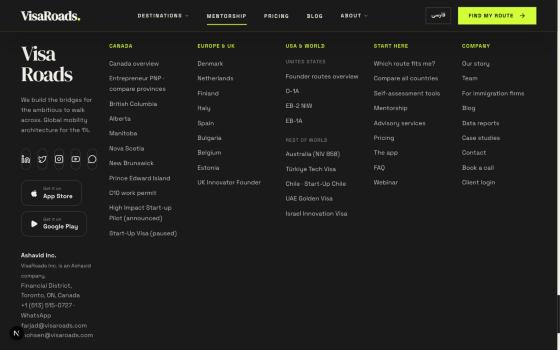 VisaRoads.
DESTINATIONS
MENTORSHIP
PRICING
BLOG
ABOUT
فارسی
FIND MY ROUTE →
Visa
Roads
We build the bridges for
the ambitious to walk
across. Global mobility
architecture for the 1%.
Get it on
App Store
Get it on
Google Play
Ashavid Inc.
VisaRoads Inc. is an Ashavid
company.
Financial District,
Toronto, ON, Canada
+1 (613) 515-0727 ·
WhatsApp
farjad@visaroads.com
mohsen@visaroads.com
N
CANADA
Canada overview
Entrepreneur PNP ·
compare provinces
British Columbia
Alberta
Manitoba
Nova Scotia
New Brunswick
Prince Edward Island
C10 work permit
High Impact Start-up
Pilot (announced)
Start-Up Visa (paused)
EUROPE & UK
Denmark
Netherlands
Finland
Italy
Spain
Bulgaria
Belgium
Estonia
UK Innovator Founder
USA & WORLD
UNITED STATES
Founder routes overview
O-1A
EB-2 NIW
EB-1A
REST OF WORLD
Australia (NIV 858)
Türkiye Tech Visa
Chile · Start-Up Chile
UAE Golden Visa
Israel Innovation Visa
START HERE
Which route fits me?
Compare all countries
Self-assessment tools
Mentorship
Advisory services
Pricing
The app
FAQ
Webinar
COMPANY
Our story
Team
For immigration firms
Blog
Data reports
Case studies
Contact
Book a call
Client login